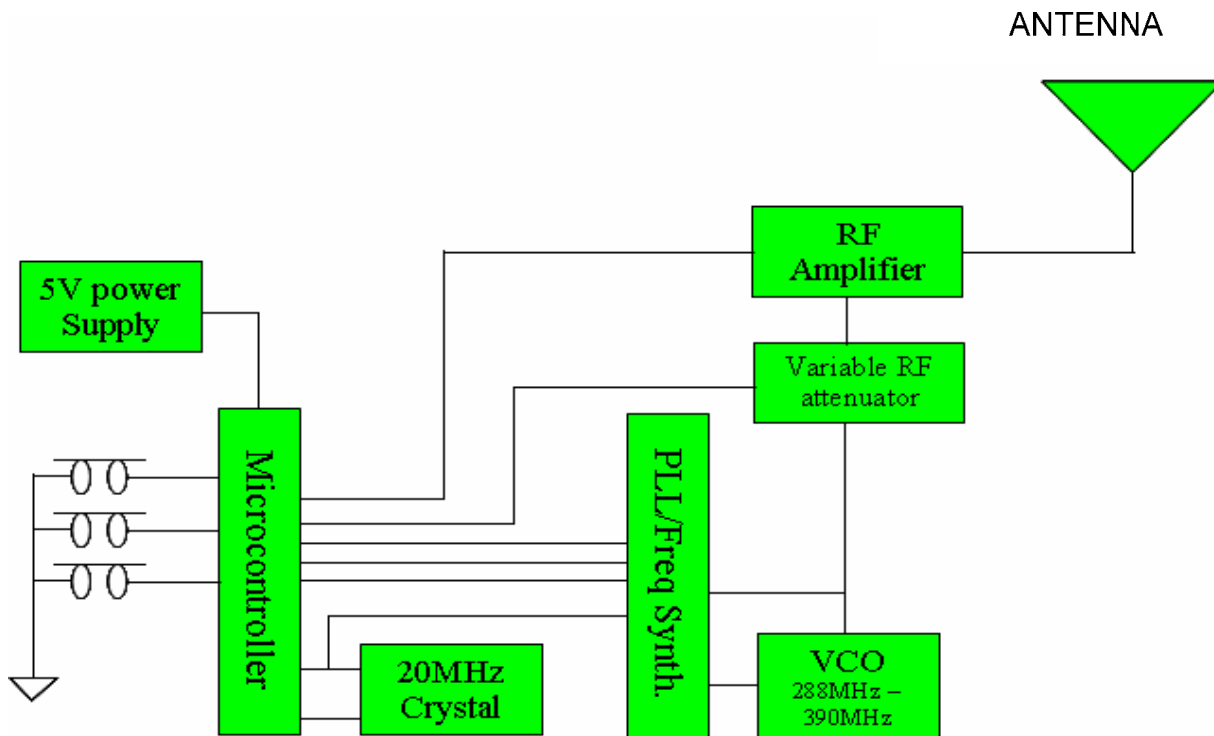 ANTENNA
RF
Amplifier
5V power
Supply
Variable RF
attenuator
Microcontroller
PLL/Freq Synth.
20MHz
Crystal
VCO
288MHz –
390MHz